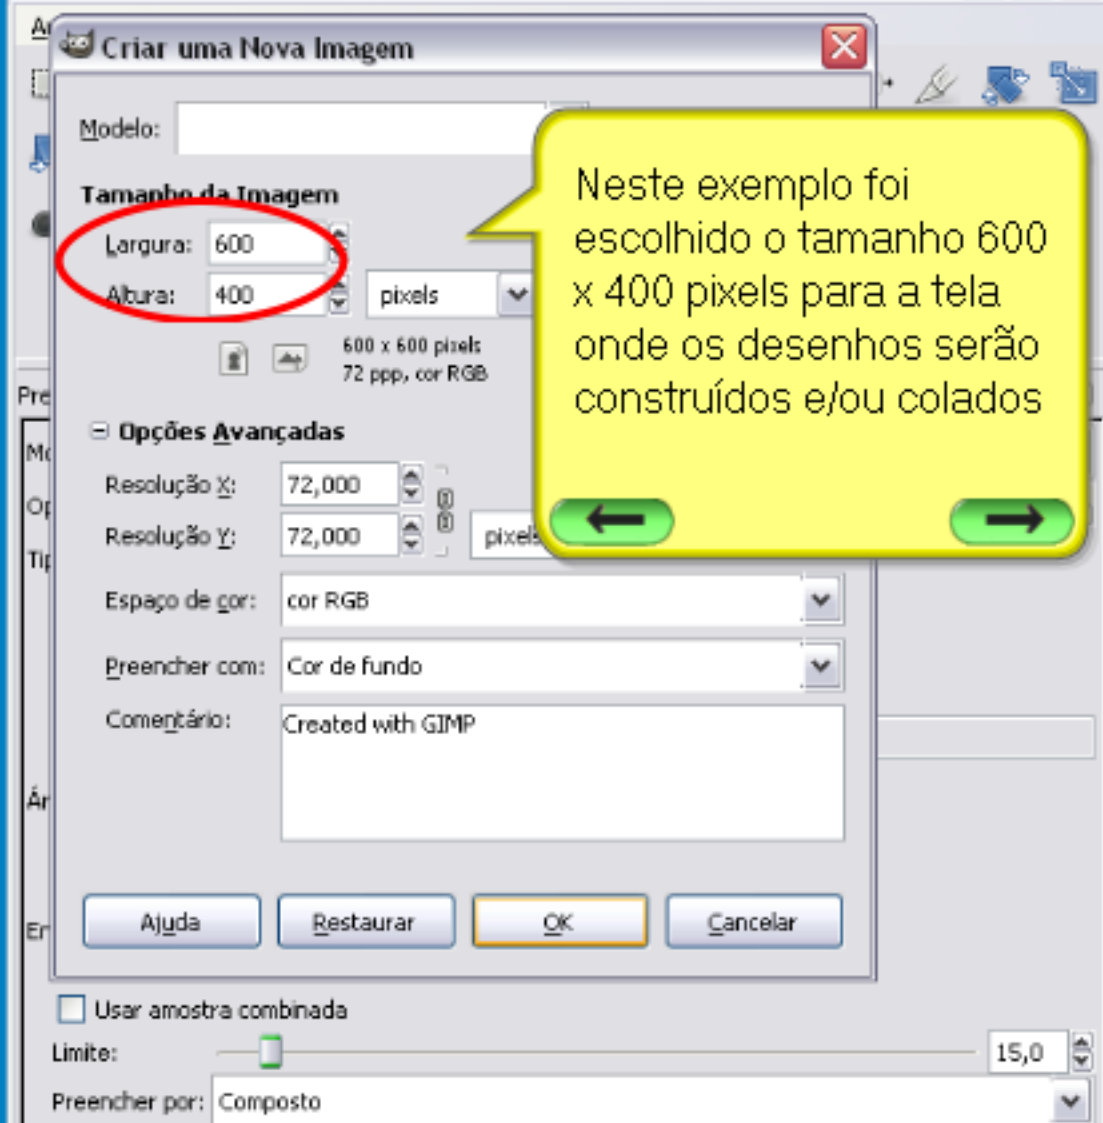 Criar uma Nova Imagem
Modelo:
Tamanho da Imagem
Largura: 600
Altura: 400 pixels
600 x 600 pixels
72 ppp, cor RGB
Neste exemplo foi
escolhido o tamanho 600
x 400 pixels para a tela
onde os desenhos serão
construídos e/ou colados
Opções Avançadas
Resolução X: 72,000
Resolução Y: 72,000
Espaço de cor: cor RGB
Preencher com: Cor de fundo
Comentário: Created with GIMP
Ajuda Restaurar OK Cancelar
Usar amostra combinada
Limite: 15,0
Preencher por: Composto